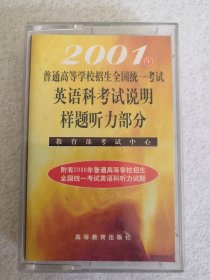 2001年
普通高等学校招生全国统一考试
英语科考试说明
样题听力部分
教育部考试中心
附有2000年普通高等学校招生
全国统一考试英语科听力试题
高等教育出版社